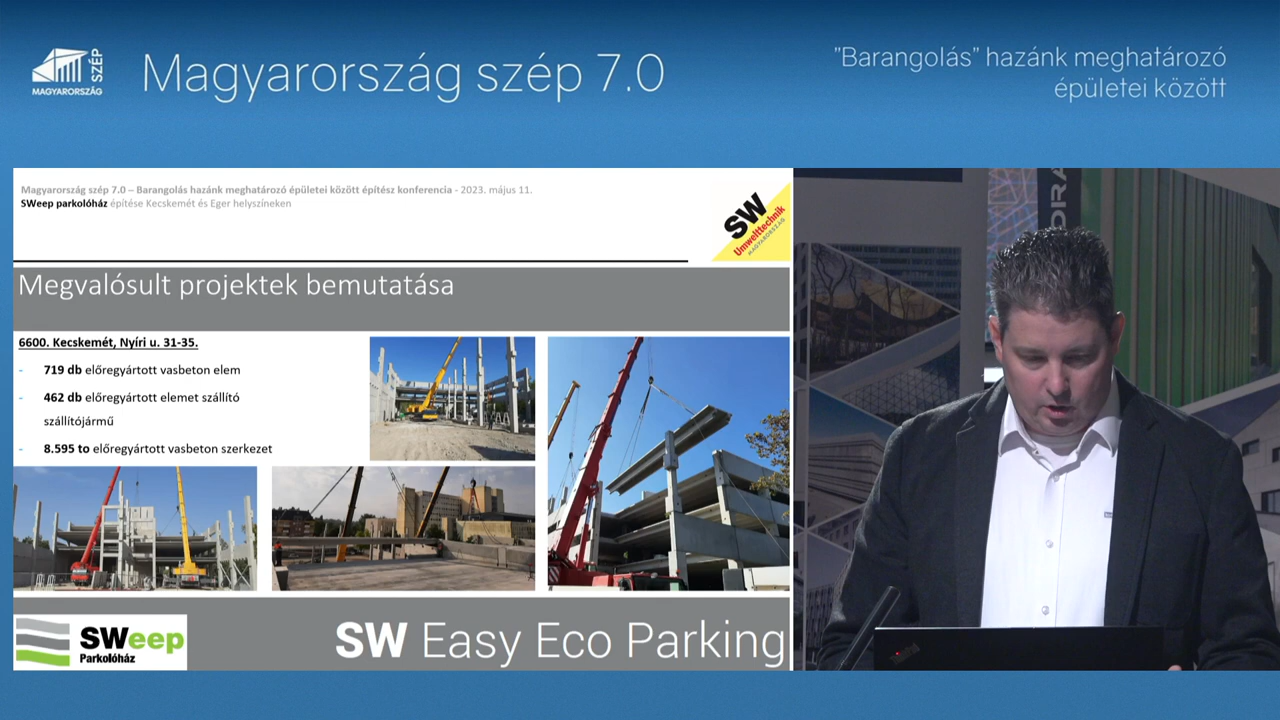 MAGYARORSZÁG
SZÉP
Magyarország szép 7.0
"Barangolás" hazánk meghatározó
épületei között
Magyarország szép 7.0 – Barangolás hazánk meghatározó épületei között építész konferencia - 2023. május 11.
SWeep parkolóház építése Kecskemét és Eger helyszíneken
SW
Umwelttechnik
MAGYARORSZÁG
Megvalósult projektek bemutatása
6600. Kecskemét, Nyíri u. 31-35.
- 719 db előregyártott vasbeton elem
- 462 db előregyártott elemet szállító
szállítójármű
- 8.595 to előregyártott vasbeton szerkezet
SWeep
Parkolóház
SW Easy Eco Parking
DRA
ThinkPad